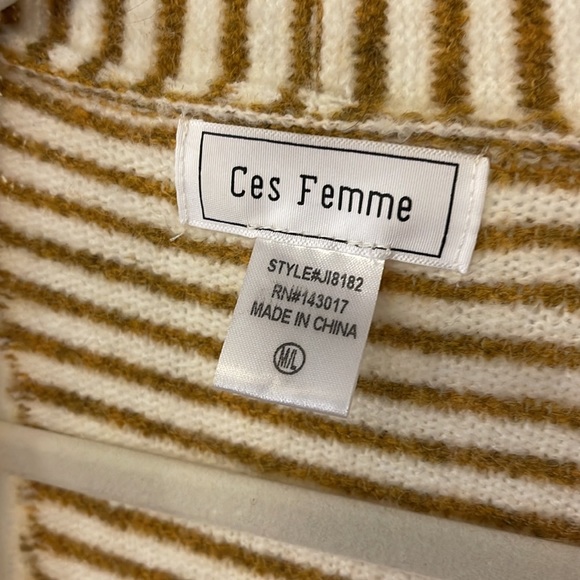 Ces Femme
STYLE#JI8182
RN#143017
MADE IN CHINA
M/L